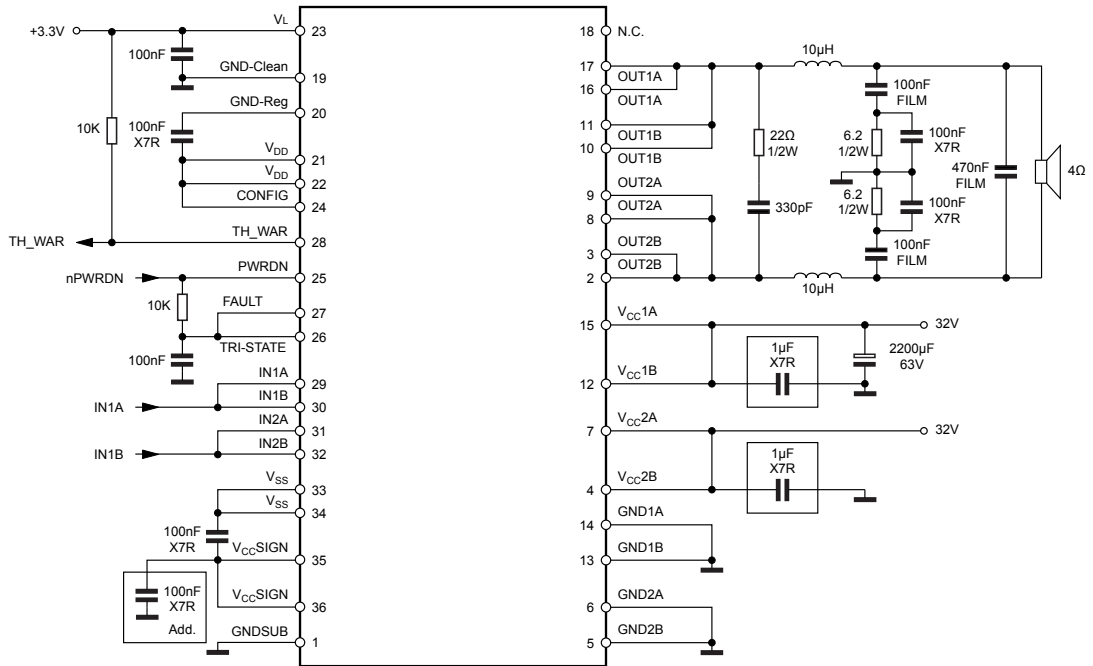 +3.3V
VL
23
100nF
GND-Clean
19
GND-Reg
20
10K
100nF
X7R
VDD
21
VDD
22
CONFIG
24
TH_WAR
TH_WAR
28
nPWRDN
PWRDN
25
10K
FAULT
27
TRI-STATE
26
100nF
IN1A
29
IN1A
IN1B
30
IN2A
31
IN1B
IN2B
32
VSS
33
VSS
34
100nF
X7R
VCCSIGN
35
100nF
X7R
Add.
VCCSIGN
36
GNDSUB
1
18
N.C.
17
OUT1A
16
OUT1A
11
OUT1B
10
OUT1B
9
OUT2A
8
OUT2A
3
OUT2B
2
OUT2B
10µH
22Ω
1/2W
330pF
10µH
100nF
FILM
6.2
1/2W
100nF
X7R
6.2
1/2W
100nF
X7R
100nF
FILM
470nF
FILM
4Ω
15
VCC1A
32V
1µF
X7R
2200µF
63V
12
VCC1B
7
VCC2A
32V
1µF
X7R
4
VCC2B
14
GND1A
13
GND1B
6
GND2A
5
GND2B